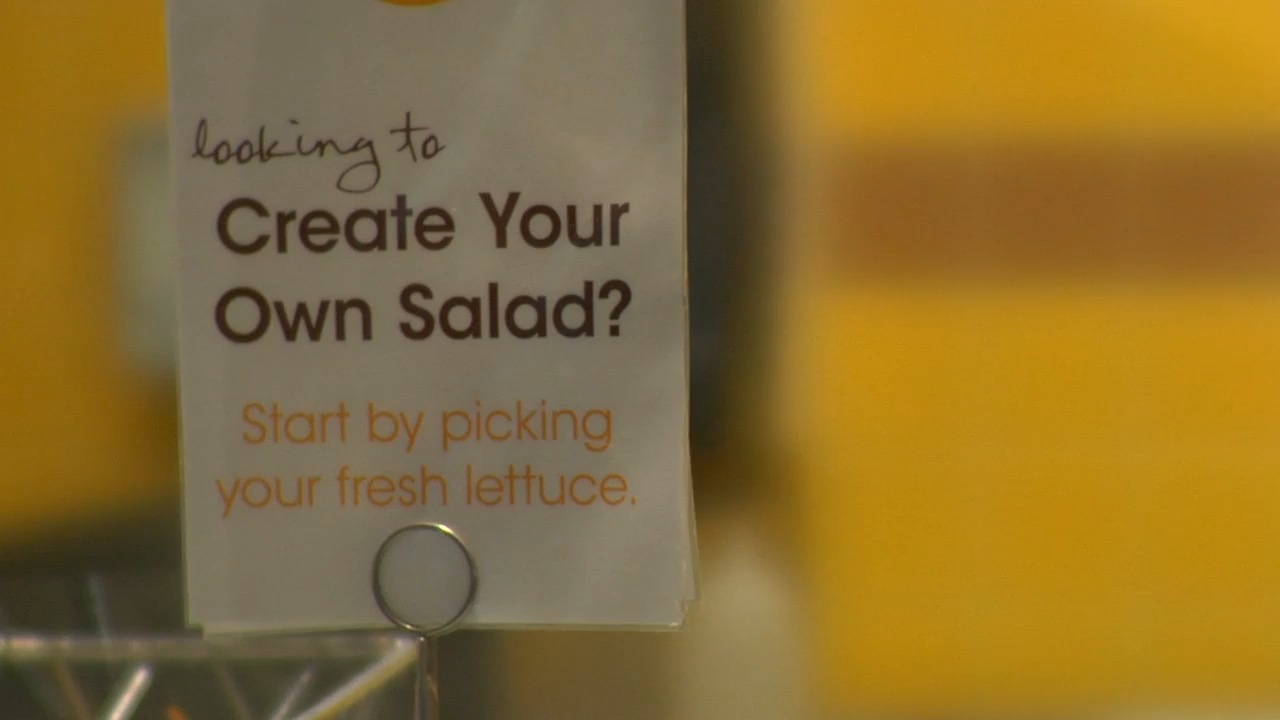 looking to
Create Your
Own Salad?
Start by picking
your fresh lettuce.